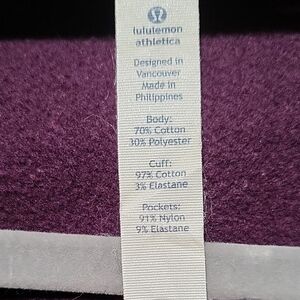 lululemon
athletica
Designed in
Vancouver
Made in
Philippines
Body:
70% Cotton
30% Polyester
Cuff:
97% Cotton
3% Elastane
Pockets:
91% Nylon
9% Elastane